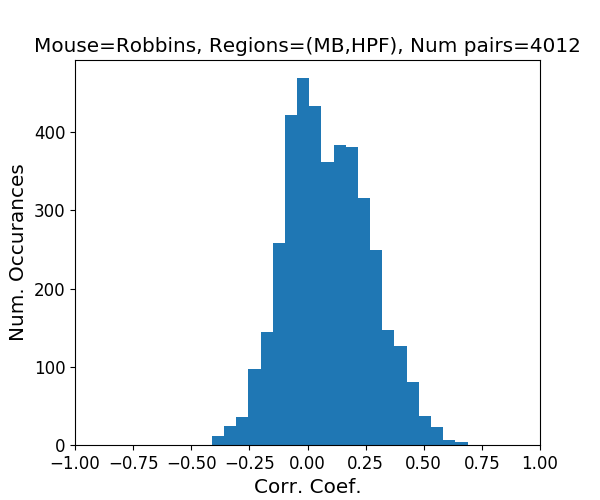 Mouse=Robbins, Regions=(MB,HPF), Num pairs=4012
Num. Occurances
400
300
200
100
0
−1.00 −0.75 −0.50 −0.25 0.00 0.25 0.50 0.75 1.00
Corr. Coef.